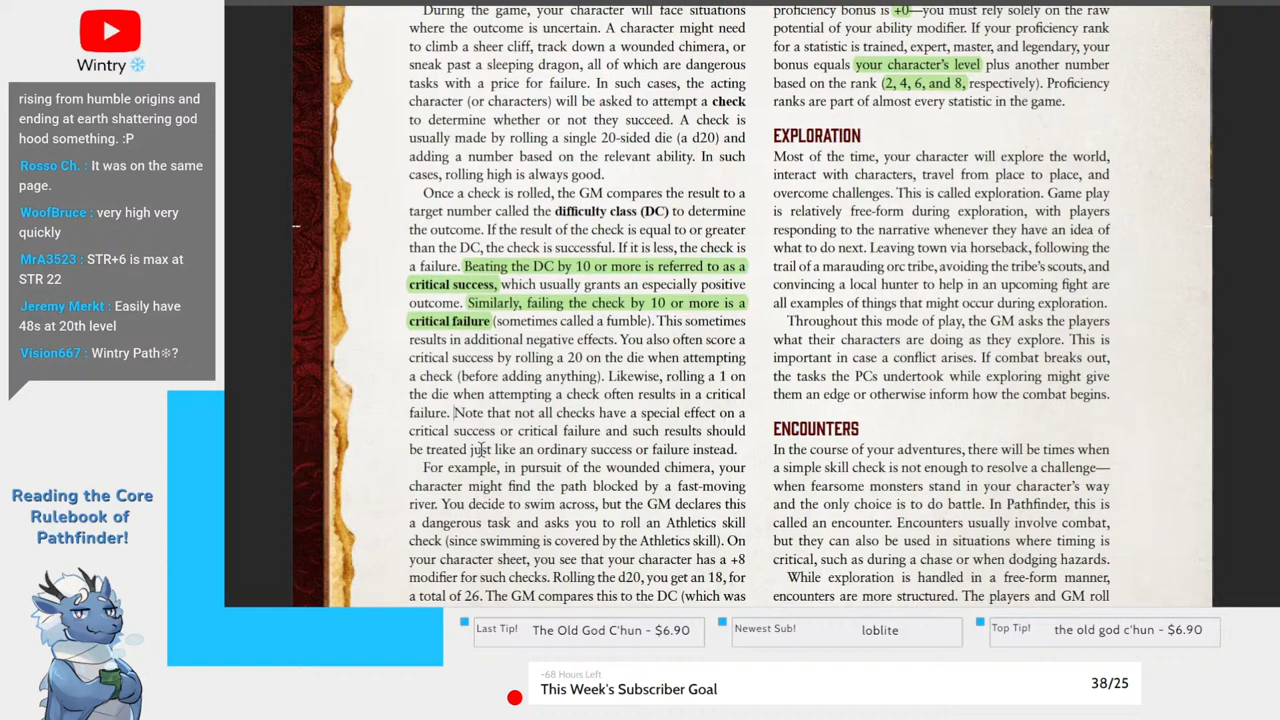 Wintry❄
rising from humble origins and
ending at earth shattering god
hood something. :P
Rosso Ch. : It was on the same
page.
WoofBruce : very high very
quickly
MrA3523 : STR+6 is max at
STR 22
Jeremy Merkt : Easily have
48s at 20th level
Vision667 : Wintry Path❄?
Reading the Core
Rulebook of
Pathfinder!
During the game, your character will face situations
where the outcome is uncertain. A character might need
to climb a sheer cliff, track down a wounded chimera, or
sneak past a sleeping dragon, all of which are dangerous
tasks with a price for failure. In such cases, the acting
character (or characters) will be asked to attempt a check
to determine whether or not they succeed. A check is
usually made by rolling a single 20-sided die (a d20) and
adding a number based on the relevant ability. In such
cases, rolling high is always good.
Once a check is rolled, the GM compares the result to a
target number called the difficulty class (DC) to determine
the outcome. If the result of the check is equal to or greater
than the DC, the check is successful. If it is less, the check is
a failure. Beating the DC by 10 or more is referred to as a
critical success, which usually grants an especially positive
outcome. Similarly, failing the check by 10 or more is a
critical failure (sometimes called a fumble). This sometimes
results in additional negative effects. You also often score a
critical success by rolling a 20 on the die when attempting
a check (before adding anything). Likewise, rolling a 1 on
the die when attempting a check often results in a critical
failure. Note that not all checks have a special effect on a
critical success or critical failure and such results should
be treated just like an ordinary success or failure instead.
For example, in pursuit of the wounded chimera, your
character might find the path blocked by a fast-moving
river. You decide to swim across, but the GM declares this
a dangerous task and asks you to roll an Athletics skill
check (since swimming is covered by the Athletics skill). On
your character sheet, you see that your character has a +8
modifier for such checks. Rolling the d20, you get an 18, for
a total of 26. The GM compares this to the DC (which was
proficiency bonus is +0—you must rely solely on the raw
potential of your ability modifier. If your proficiency rank
for a statistic is trained, expert, master, and legendary, your
bonus equals your character's level plus another number
based on the rank (2, 4, 6, and 8, respectively). Proficiency
ranks are part of almost every statistic in the game.
EXPLORATION
Most of the time, your character will explore the world,
interact with characters, travel from place to place, and
overcome challenges. This is called exploration. Game play
is relatively free-form during exploration, with players
responding to the narrative whenever they have an idea of
what to do next. Leaving town via horseback, following the
trail of a marauding orc tribe, avoiding the tribe's scouts, and
convincing a local hunter to help in an upcoming fight are
all examples of things that might occur during exploration.
Throughout this mode of play, the GM asks the players
what their characters are doing as they explore. This is
important in case a conflict arises. If combat breaks out,
the tasks the PCs undertook while exploring might give
them an edge or otherwise inform how the combat begins.
ENCOUNTERS
In the course of your adventures, there will be times when
a simple skill check is not enough to resolve a challenge—
when fearsome monsters stand in your character's way
and the only choice is to do battle. In Pathfinder, this is
called an encounter. Encounters usually involve combat,
but they can also be used in situations where timing is
critical, such as during a chase or when dodging hazards.
While exploration is handled in a free-form manner,
encounters are more structured. The players and GM roll
Last Tip! The Old God C'hun - $6.90
Newest Sub! loblite
Top Tip! the old god c'hun - $6.90
-68 Hours Left
This Week's Subscriber Goal 38/25